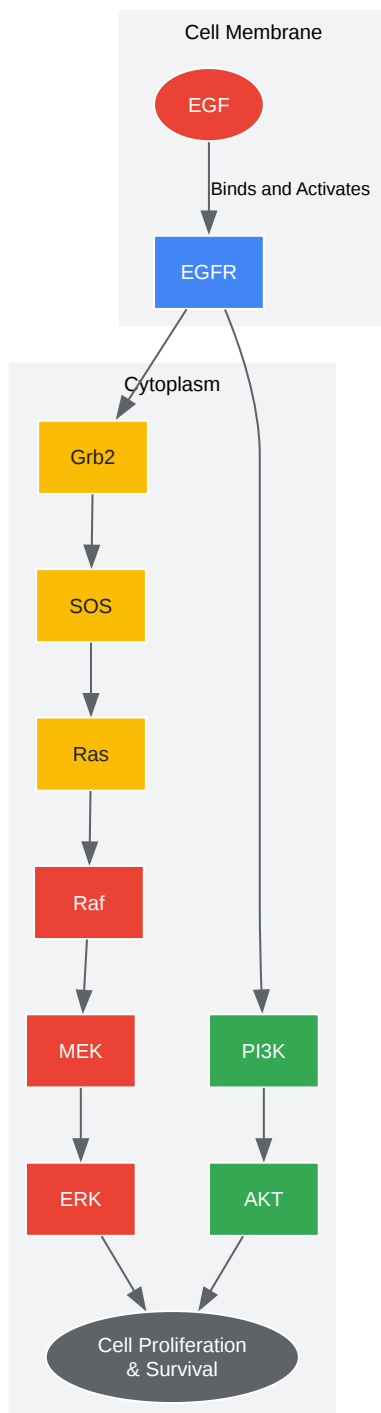 Cell Membrane
EGF
Binds and Activates
EGFR
Cytoplasm
Grb2
SOS
Ras
Raf
MEK
PI3K
ERK
AKT
Cell Proliferation
& Survival